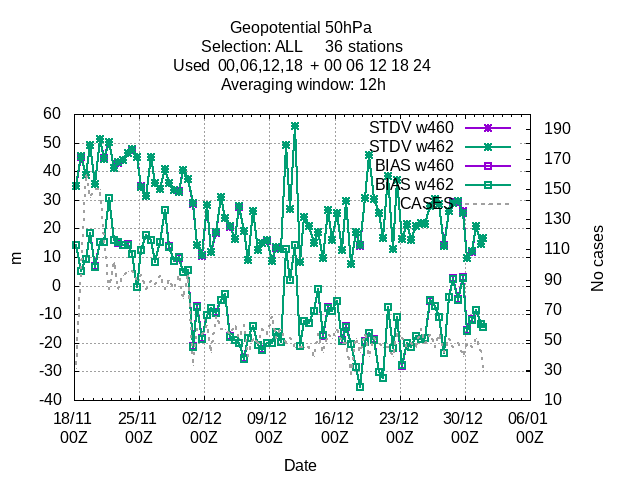 Geopotential 50hPa
Selection: ALL     36 stations
Used  00,06,12,18  + 00 06 12 18 24
Averaging window: 12h
STDV w460
STDV w462
BIAS w460
BIAS w462
CASES
60
50
40
30
20
10
0
-10
-20
-30
-40
m
190
170
150
130
110
90
70
50
30
10
No cases
18/11 25/11 02/12 09/12 16/12 23/12 30/12 06/01
00Z 00Z 00Z 00Z 00Z 00Z 00Z 00Z
Date